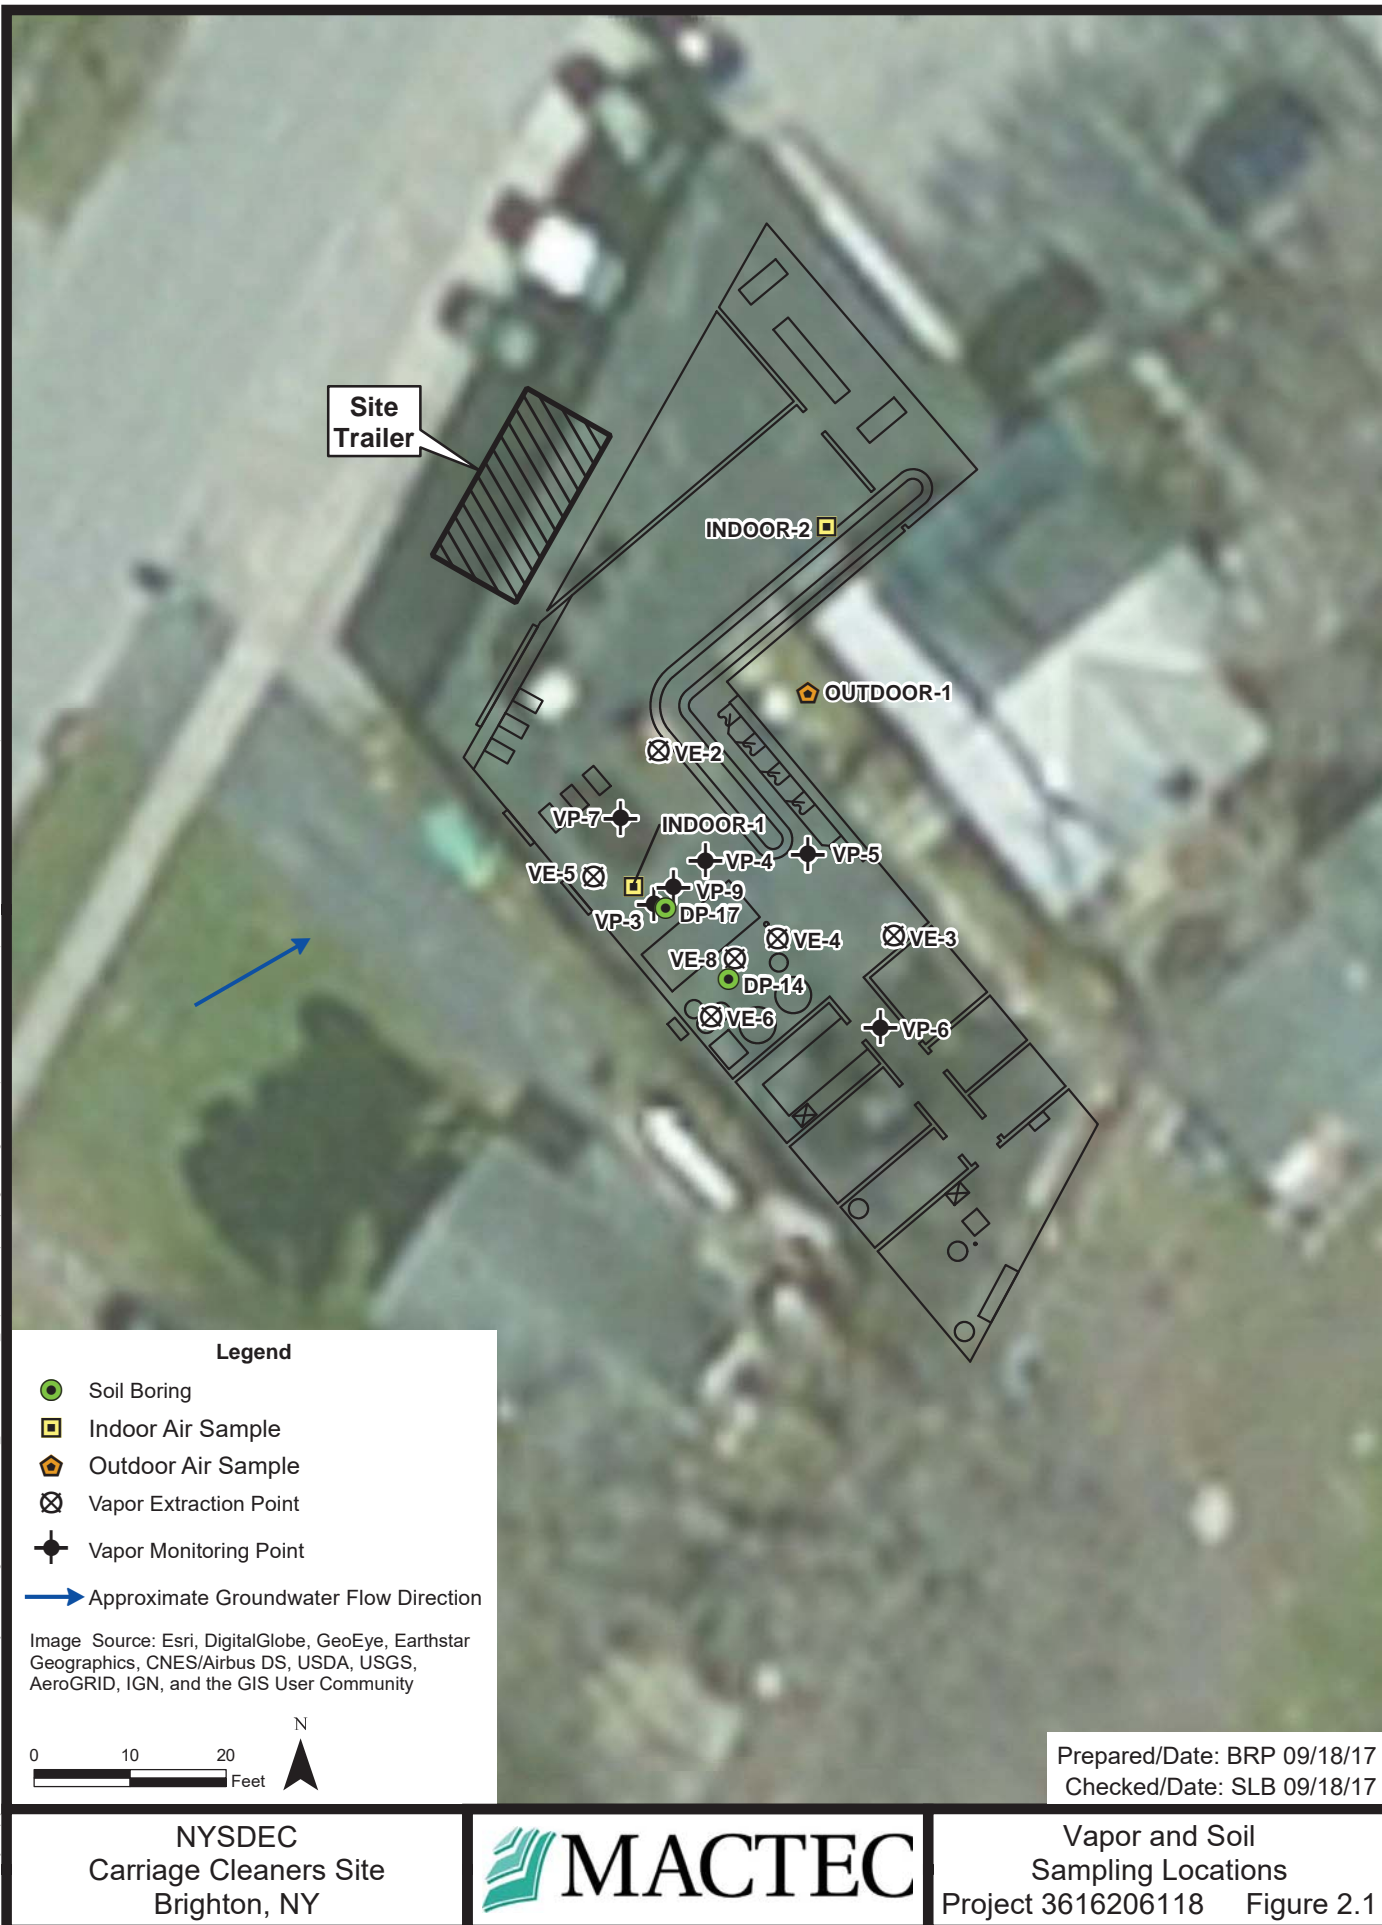 Site
Trailer
INDOOR-2
OUTDOOR-1
VE-2
VP-7
INDOOR-1
VP-4
VP-5
VE-5
VP-9
VP-3
DP-17
VE-4
VE-3
VE-8
DP-14
VE-6
VP-6
Legend
Soil Boring
Indoor Air Sample
Outdoor Air Sample
Vapor Extraction Point
Vapor Monitoring Point
Approximate Groundwater Flow Direction
Image Source: Esri, DigitalGlobe, GeoEye, Earthstar
Geographics, CNES/Airbus DS, USDA, USGS,
AeroGRID, IGN, and the GIS User Community
N
0 10 20
Feet
Prepared/Date: BRP 09/18/17
Checked/Date: SLB 09/18/17
NYSDEC
Carriage Cleaners Site
Brighton, NY
MACTEC
Vapor and Soil
Sampling Locations
Project 3616206118 Figure 2.1